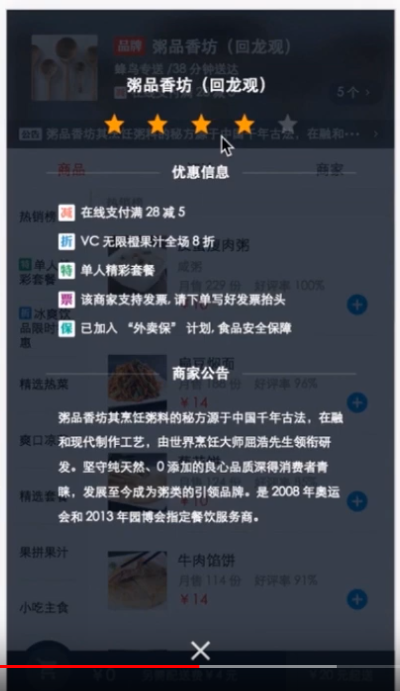 品牌 粥品香坊（回龙观）
蜂鸟专送/38分钟送达
粥品香坊（回龙观）
5个 >
公告 粥品香坊其烹饪粥料的秘方源于中国千年古法，在融和···
商品
商家
优惠信息
热销榜
减 在线支付满 28 减 5
折 VC 无限橙果汁全场 8 折
特 单人精彩套餐
票 该商家支持发票,请下单写好发票抬头
保 已加入 “外卖保” 计划,食品安全保障
特 单人精彩套餐
折 冰爽饮品限时特惠
月售 229 份 好评率 100%
商家公告
精选热菜
扁豆焖面
月售 188 份 好评率 96%
￥14
粥品香坊其烹饪粥料的秘方源于中国千年古法，在融
和现代制作工艺，由世界烹饪大师屈浩先生领衔研
发。坚守纯天然、0 添加的良心品质深得消费者青
睐，发展至今成为粥类的引领品牌。是 2008 年奥运
会和 2013 年园博会指定餐饮服务商。
精选套餐
果拼果汁
牛肉馅饼
月售 114 份 好评率 91%
￥14
小吃主食
￥0